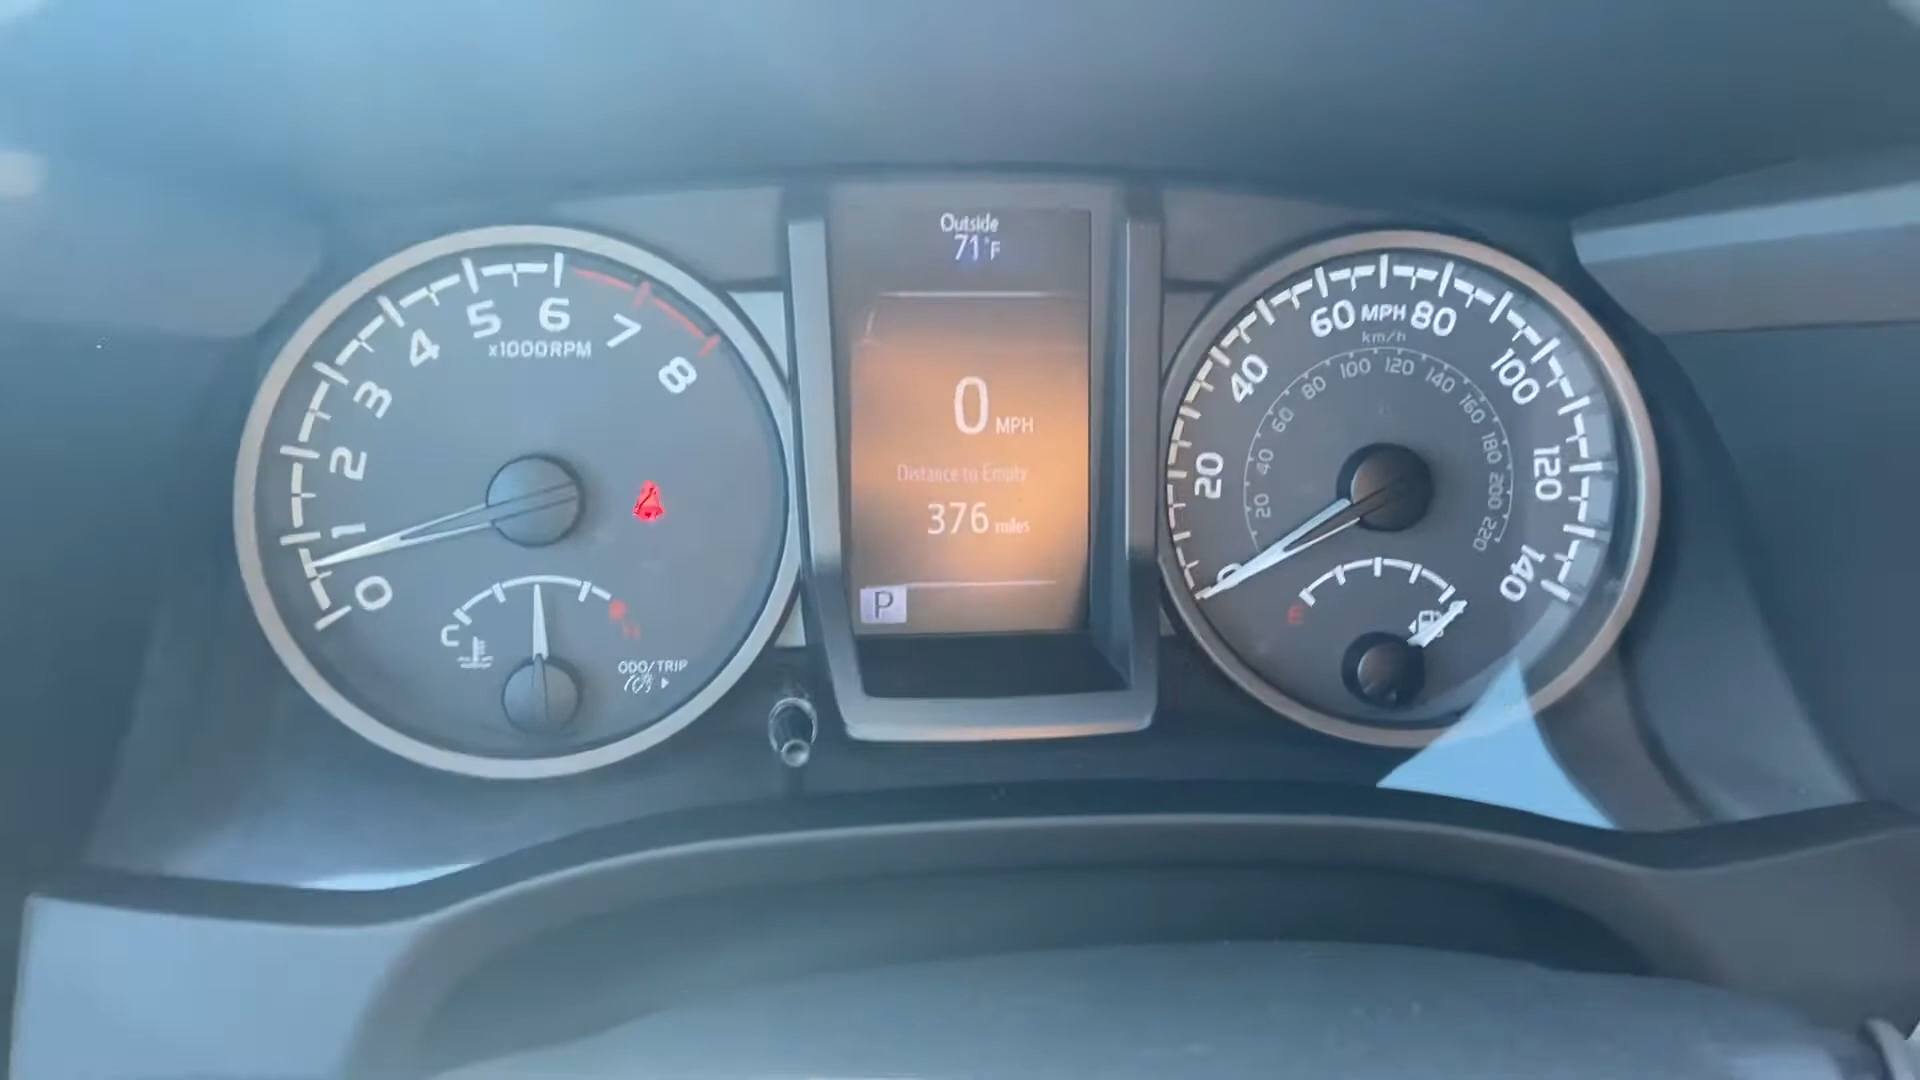 Outside
71°F
0 MPH
Distance to Empty
376 miles
P
0
1
2
3
4
5
6
7
8
x1000RPM
C
H
ODO/TRIP
0
20
40
60
MPH
80
100
120
140
km/h
20
40
60
80
100
120
140
160
180
200
220
E